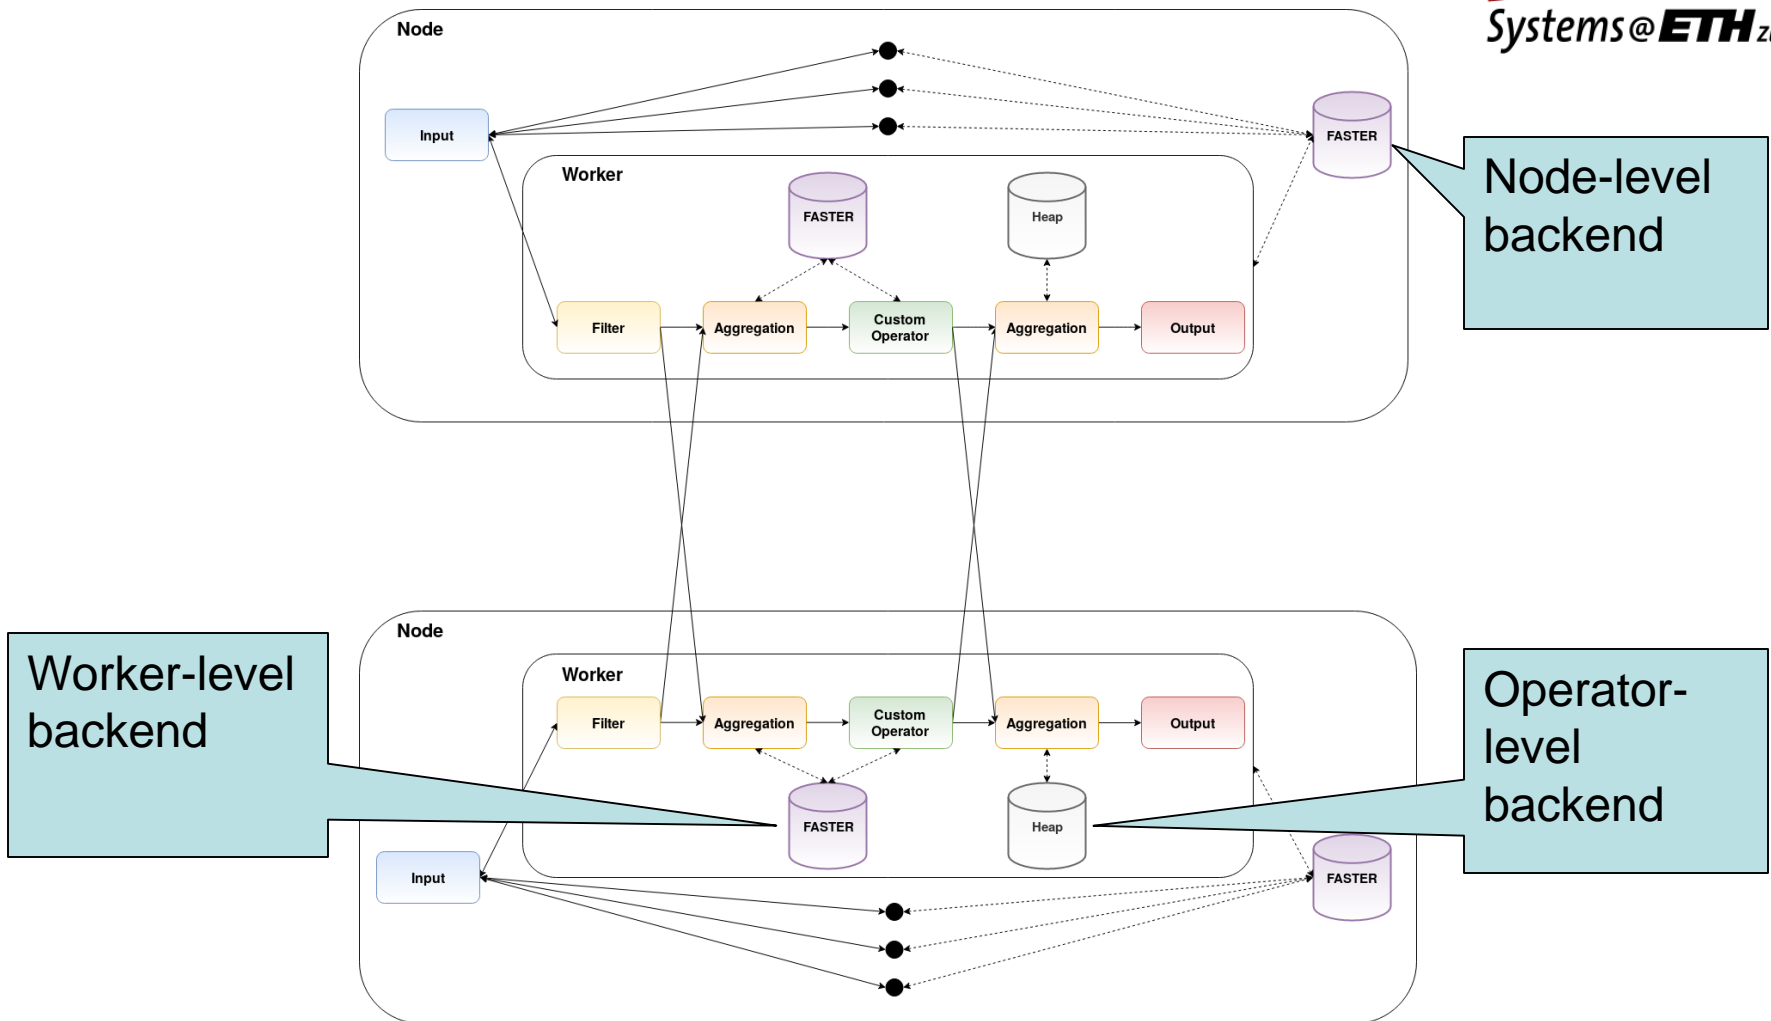 Node
Systems@ETH
Input
FASTER
Node-level
backend
Worker
FASTER
Heap
Filter
Aggregation
Custom
Operator
Aggregation
Output
Node
Worker-level
backend
Worker
Filter
Aggregation
Custom
Operator
Aggregation
Output
Operator-
level
backend
FASTER
Heap
Input
FASTER